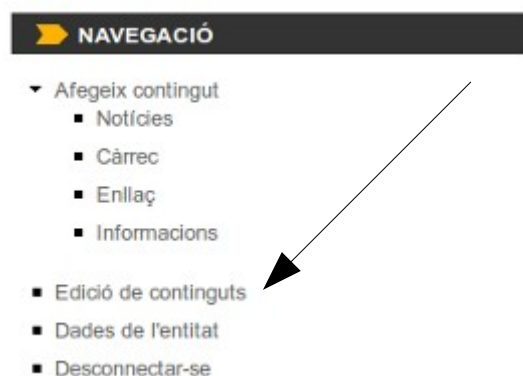 NAVEGACIÓ
Afegeix contingut
Notícies
Càrrec
Enllaç
Informacions
Edició de continguts
Dades de l'entitat
Desconnectar-se